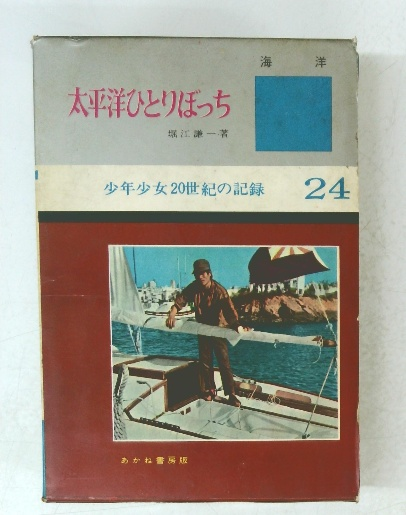 海洋
太平洋ひとりぼっち
堀江謙一著
少年少女20世紀の記録 24
あかね書房版